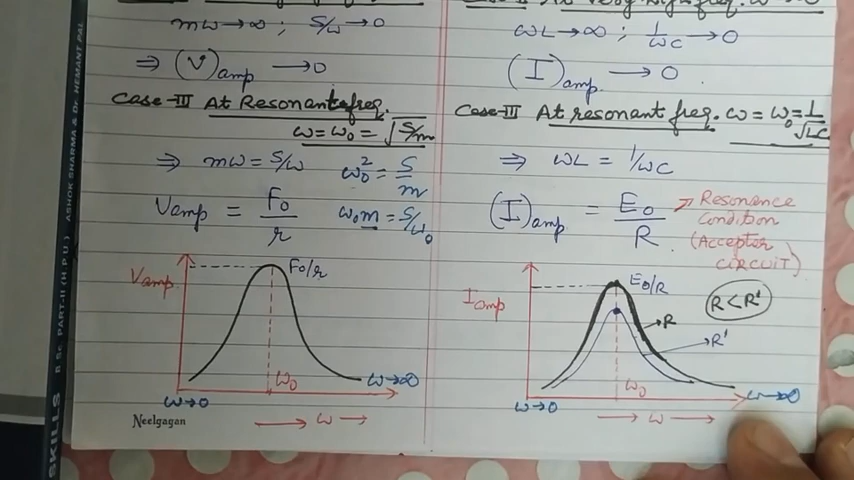 mω→∞ ; S/ω→0
⇒ (V)amp →0
Case-III At Resonant freq.
ω=ω₀ = √S/m
⇒ mω = S/ω ω₀² = S/m
Vamp = F₀/r ω₀m = S/ω₀
Vamp
F₀/r
ω₀
ω→0
ω→∞
→ ω →
Neelgagan
ωL→∞ ; 1/ωC →0
(I)amp. → 0
Case-III At resonant freq. ω = ω₀ = 1/√LC
⇒ ωL = 1/ωC
(I)amp = E₀/R
Resonance
Condition
(Acceptor
CIRCUIT)
Iamp
E₀/R
R < R'
R
R'
ω₀
ω→0
ω→∞
→ ω →
SKILLS
B.Sc. PART-II (H.P.U.)
ASHOK SHARMA & Dr. HEMANT PAL